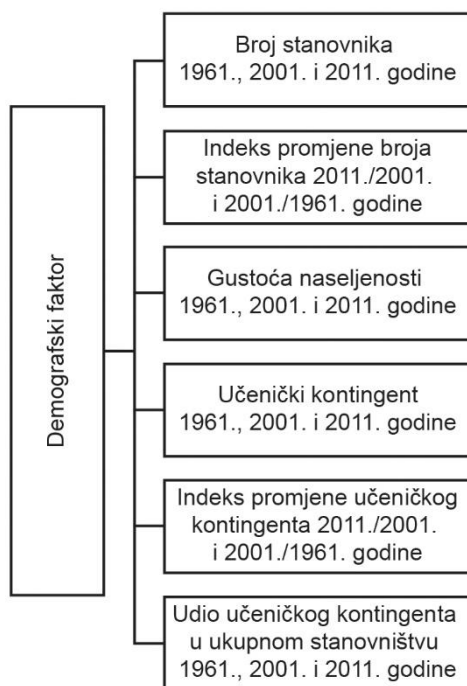 Demografski faktor
Broj stanovnika
1961., 2001. i 2011. godine
Indeks promjene broja
stanovnika 2011./2001.
i 2001./1961. godine
Gustoća naseljenosti
1961., 2001. i 2011. godine
Učenički kontingent
1961., 2001. i 2011. godine
Indeks promjene učeničkog
kontingenta 2011./2001.
i 2001./1961. godine
Udio učeničkog kontingenta
u ukupnom stanovništvu
1961., 2001. i 2011. godine